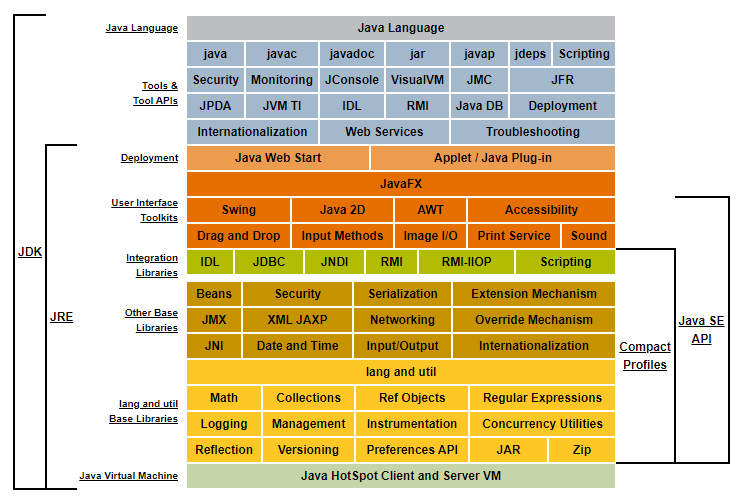 Java Language Java Language
java javac javadoc jar javap jdeps Scripting
Security Monitoring JConsole VisualVM JMC JFR
Tools &
Tool APIs
JPDA JVM TI IDL RMI Java DB Deployment
Internationalization Web Services Troubleshooting
Deployment Java Web Start Applet / Java Plug-in
JavaFX
User Interface
Toolkits
Swing Java 2D AWT Accessibility
Drag and Drop Input Methods Image I/O Print Service Sound
Integration
Libraries
IDL JDBC JNDI RMI RMI-IIOP Scripting
JDK
Beans Security Serialization Extension Mechanism
Other Base
Libraries
JMX XML JAXP Networking Override Mechanism
JRE
Java SE
API
JNI Date and Time Input/Output Internationalization
Compact
Profiles
lang and util
Math Collections Ref Objects Regular Expressions
lang and util
Base Libraries
Logging Management Instrumentation Concurrency Utilities
Reflection Versioning Preferences API JAR Zip
Java Virtual Machine Java HotSpot Client and Server VM